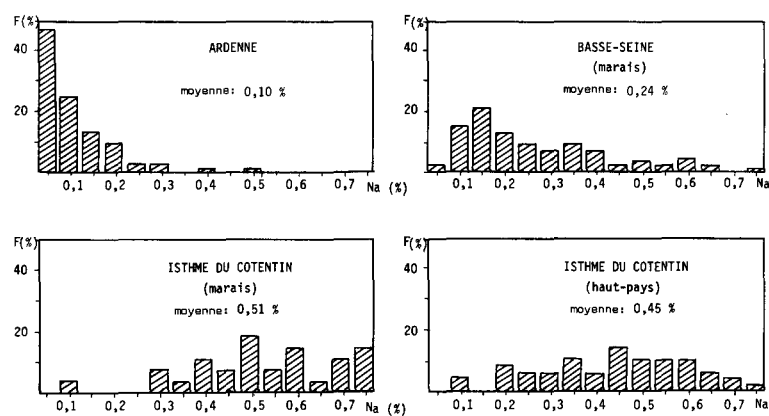 F(%)
40
20
ARDENNE
moyenne: 0,10 %
0,1 0,2 0,3 0,4 0,5 0,6 0,7 Na (%)
F(%)
40
20
BASSE-SEINE
(marais)
moyenne: 0,24 %
0,1 0,2 0,3 0,4 0,5 0,6 0,7 Na (%)
F(%)
40
20
ISTHME DU COTENTIN
(marais)
moyenne: 0,51 %
0,1 0,2 0,3 0,4 0,5 0,6 0,7 Na (%)
F(%)
40
20
ISTHME DU COTENTIN
(haut-pays)
moyenne: 0,45 %
0,1 0,2 0,3 0,4 0,5 0,6 0,7 Na (%)